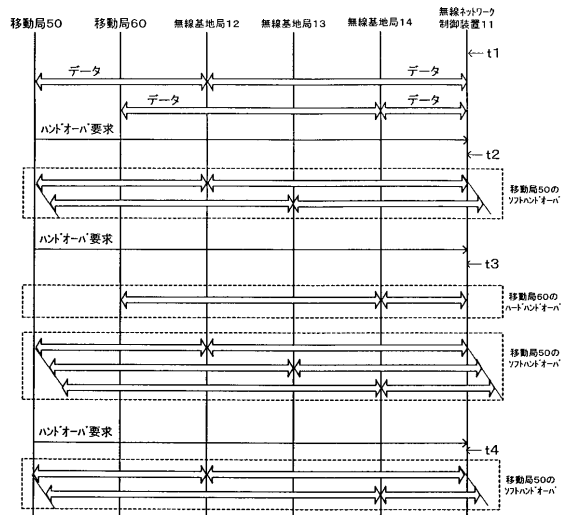 移動局50
移動局60
無線基地局12
無線基地局13
無線基地局14
無線ネットワーク
制御装置11
t1
データ
データ
データ
データ
ハンドオーバ要求
t2
移動局50の
ソフトハンドオーバ
ハンドオーバ要求
t3
移動局60の
ハードハンドオーバ
移動局50の
ソフトハンドオーバ
ハンドオーバ要求
t4
移動局50の
ソフトハンドオーバ